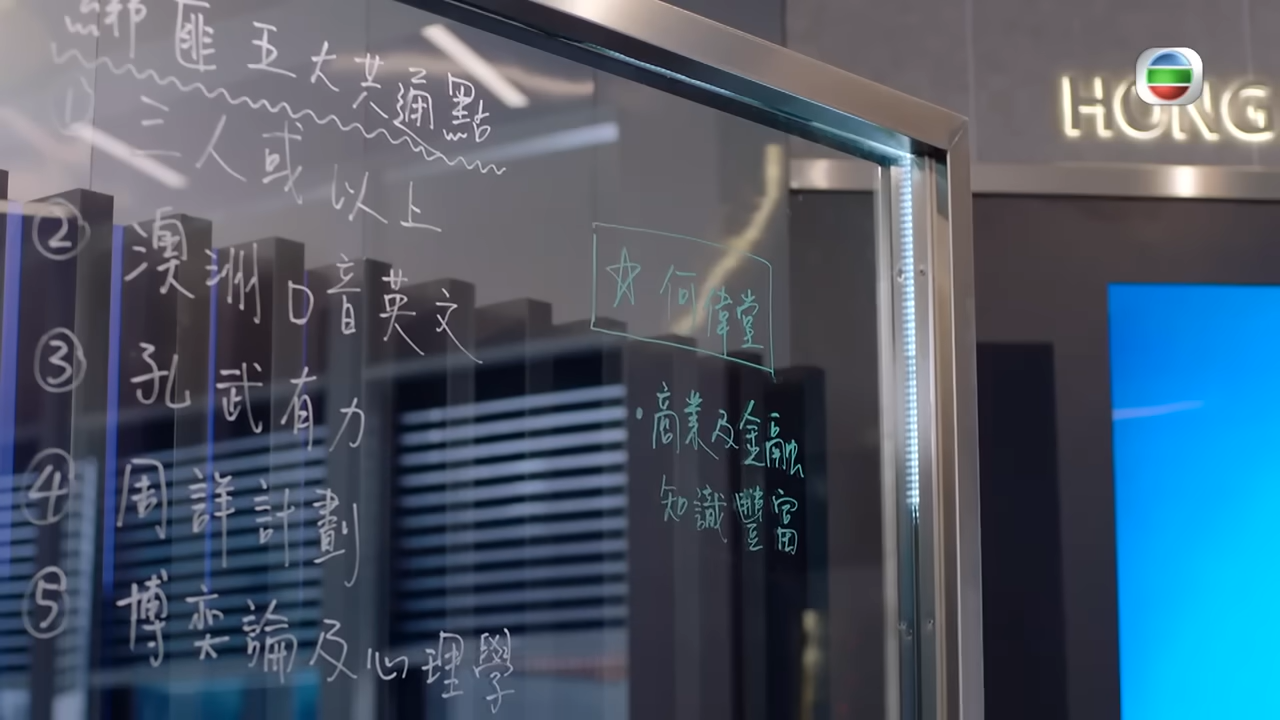 綁匪五大共通點
① 三人或以上
② 澳洲口音英文
③ 孔武有力
④ 周詳計劃
⑤ 博奕論及心理學
☆ 何偉堂
·商業及金融
知識豐富
HONG